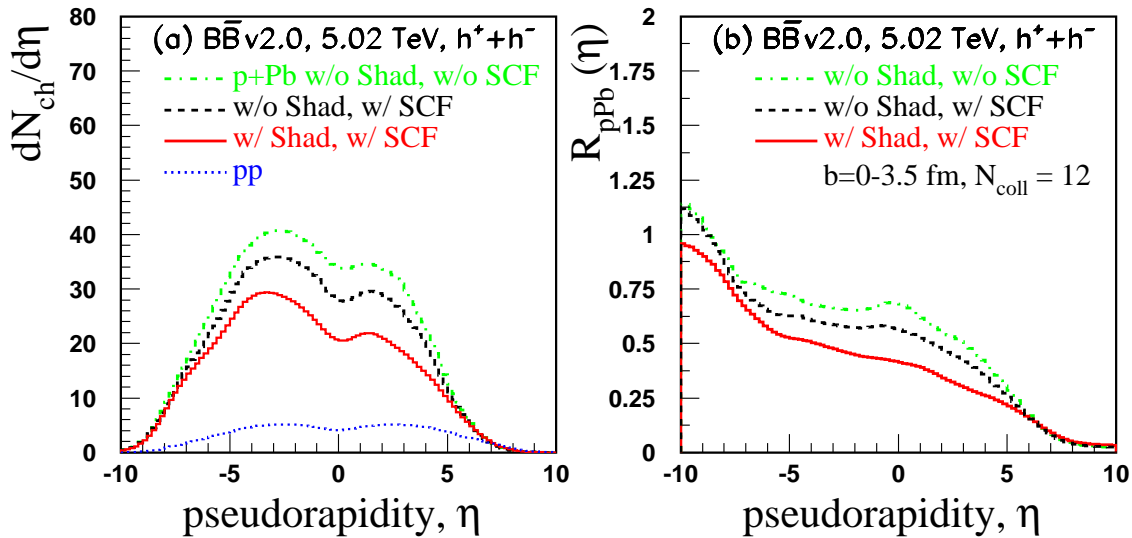 (a) BB̅ v2.0, 5.02 TeV, h⁺+h⁻
p+Pb w/o Shad, w/o SCF
w/o Shad, w/ SCF
w/ Shad, w/ SCF
pp
dN_ch/dη
80
70
60
50
40
30
20
10
0
-10 -5 0 5 10
pseudorapidity, η
(b) BB̅ v2.0, 5.02 TeV, h⁺+h⁻
w/o Shad, w/o SCF
w/o Shad, w/ SCF
w/ Shad, w/ SCF
b=0-3.5 fm, N_coll = 12
R_pPb(η)
2
1.75
1.5
1.25
1
0.75
0.5
0.25
0
-10 -5 0 5 10
pseudorapidity, η